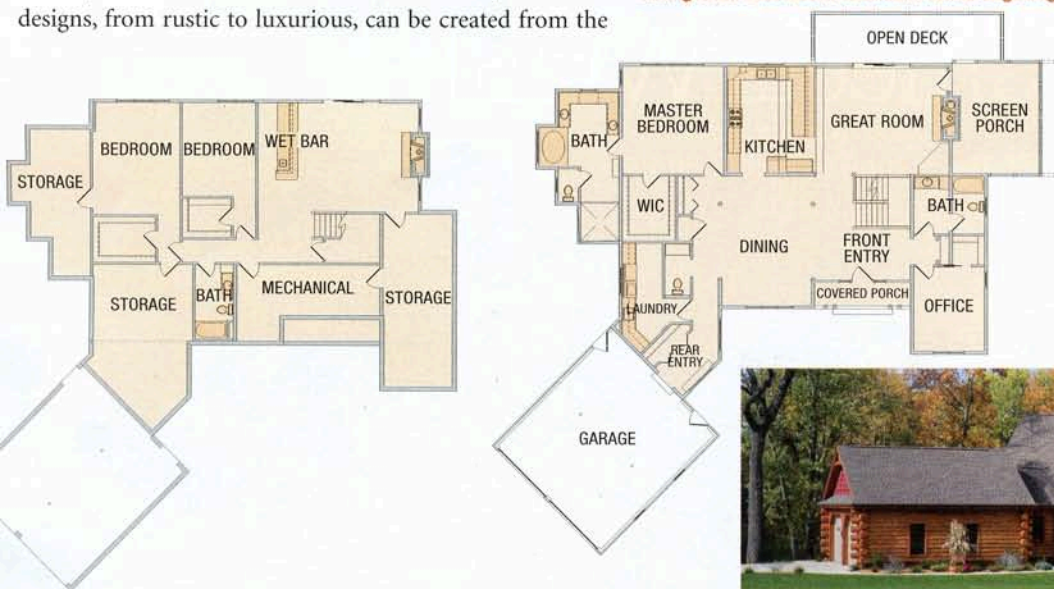 designs, from rustic to luxurious, can be created from the
BEDROOM
BEDROOM
WET BAR
STORAGE
STORAGE
BATH
MECHANICAL
STORAGE
OPEN DECK
MASTER
BEDROOM
BATH
KITCHEN
GREAT ROOM
SCREEN
PORCH
WIC
BATH
DINING
FRONT
ENTRY
COVERED PORCH
OFFICE
LAUNDRY
REAR
ENTRY
GARAGE